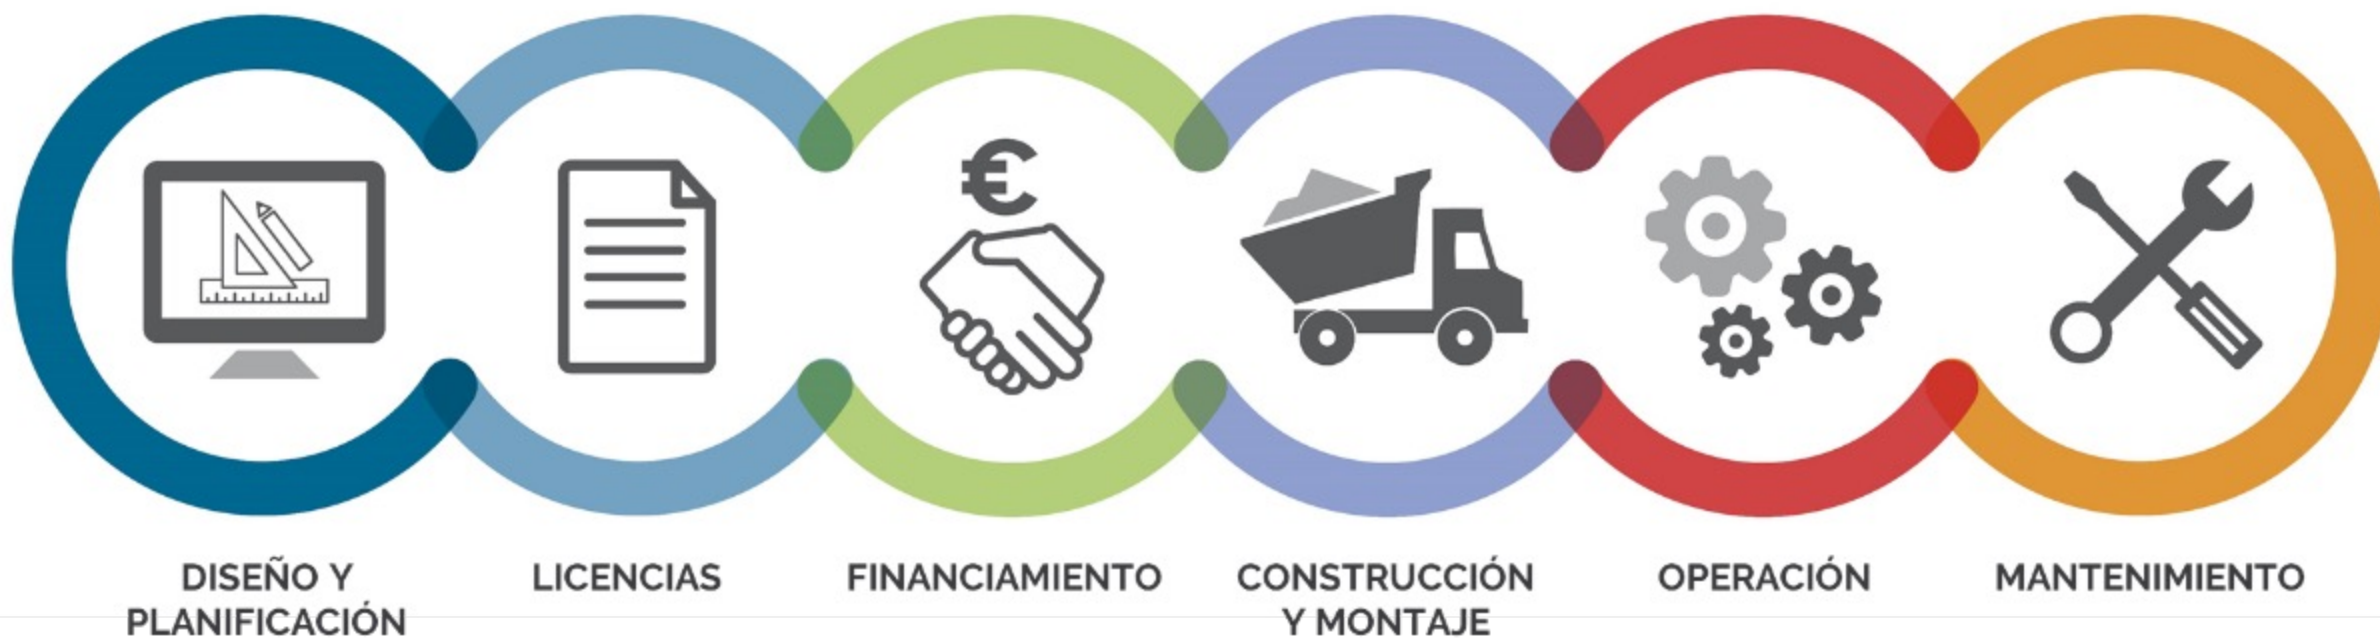 €
DISEÑO Y
PLANIFICACIÓN
LICENCIAS
FINANCIAMIENTO
CONSTRUCCIÓN
Y MONTAJE
OPERACIÓN
MANTENIMIENTO